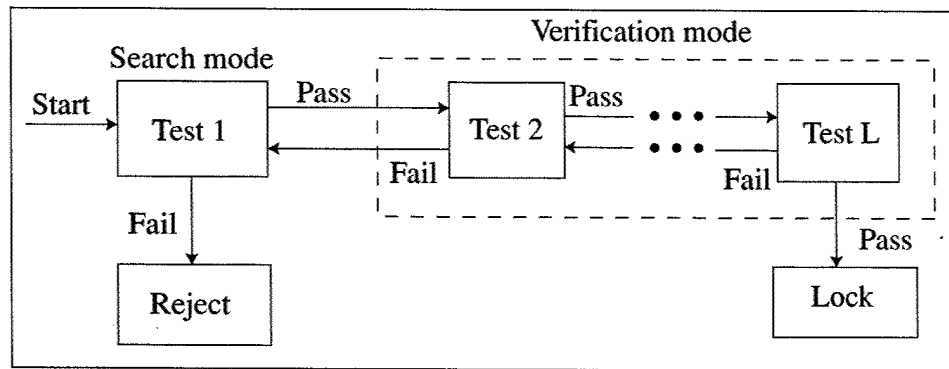 Verification mode
Search mode
Start
Test 1
Pass
Test 2
Pass
Test L
Fail
Fail
Fail
Pass
Reject
Lock